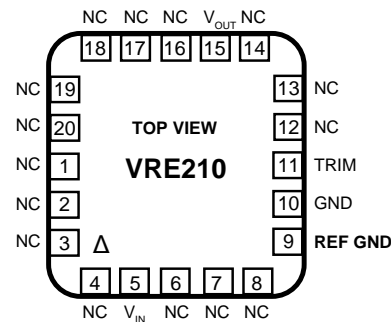 NC NC NC VOUT NC
18 17 16 15 14
NC 19 13 NC
NC 20 TOP VIEW 12 NC
NC 1 VRE210 11 TRIM
NC 2 10 GND
NC 3 Δ 9 REF GND
4 5 6 7 8
NC VIN NC NC NC